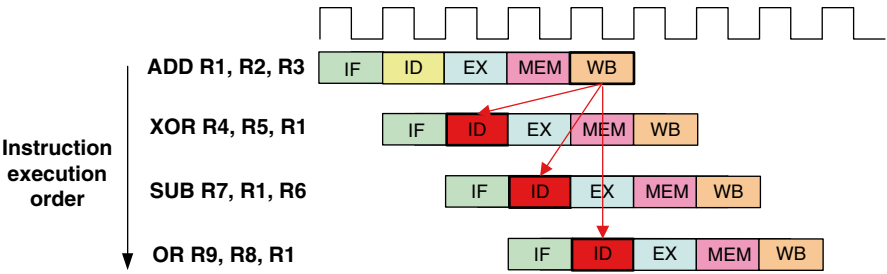 ADD R1, R2, R3 IF ID EX MEM WB
XOR R4, R5, R1 IF ID EX MEM WB
Instruction
execution
order
SUB R7, R1, R6 IF ID EX MEM WB
OR R9, R8, R1 IF ID EX MEM WB